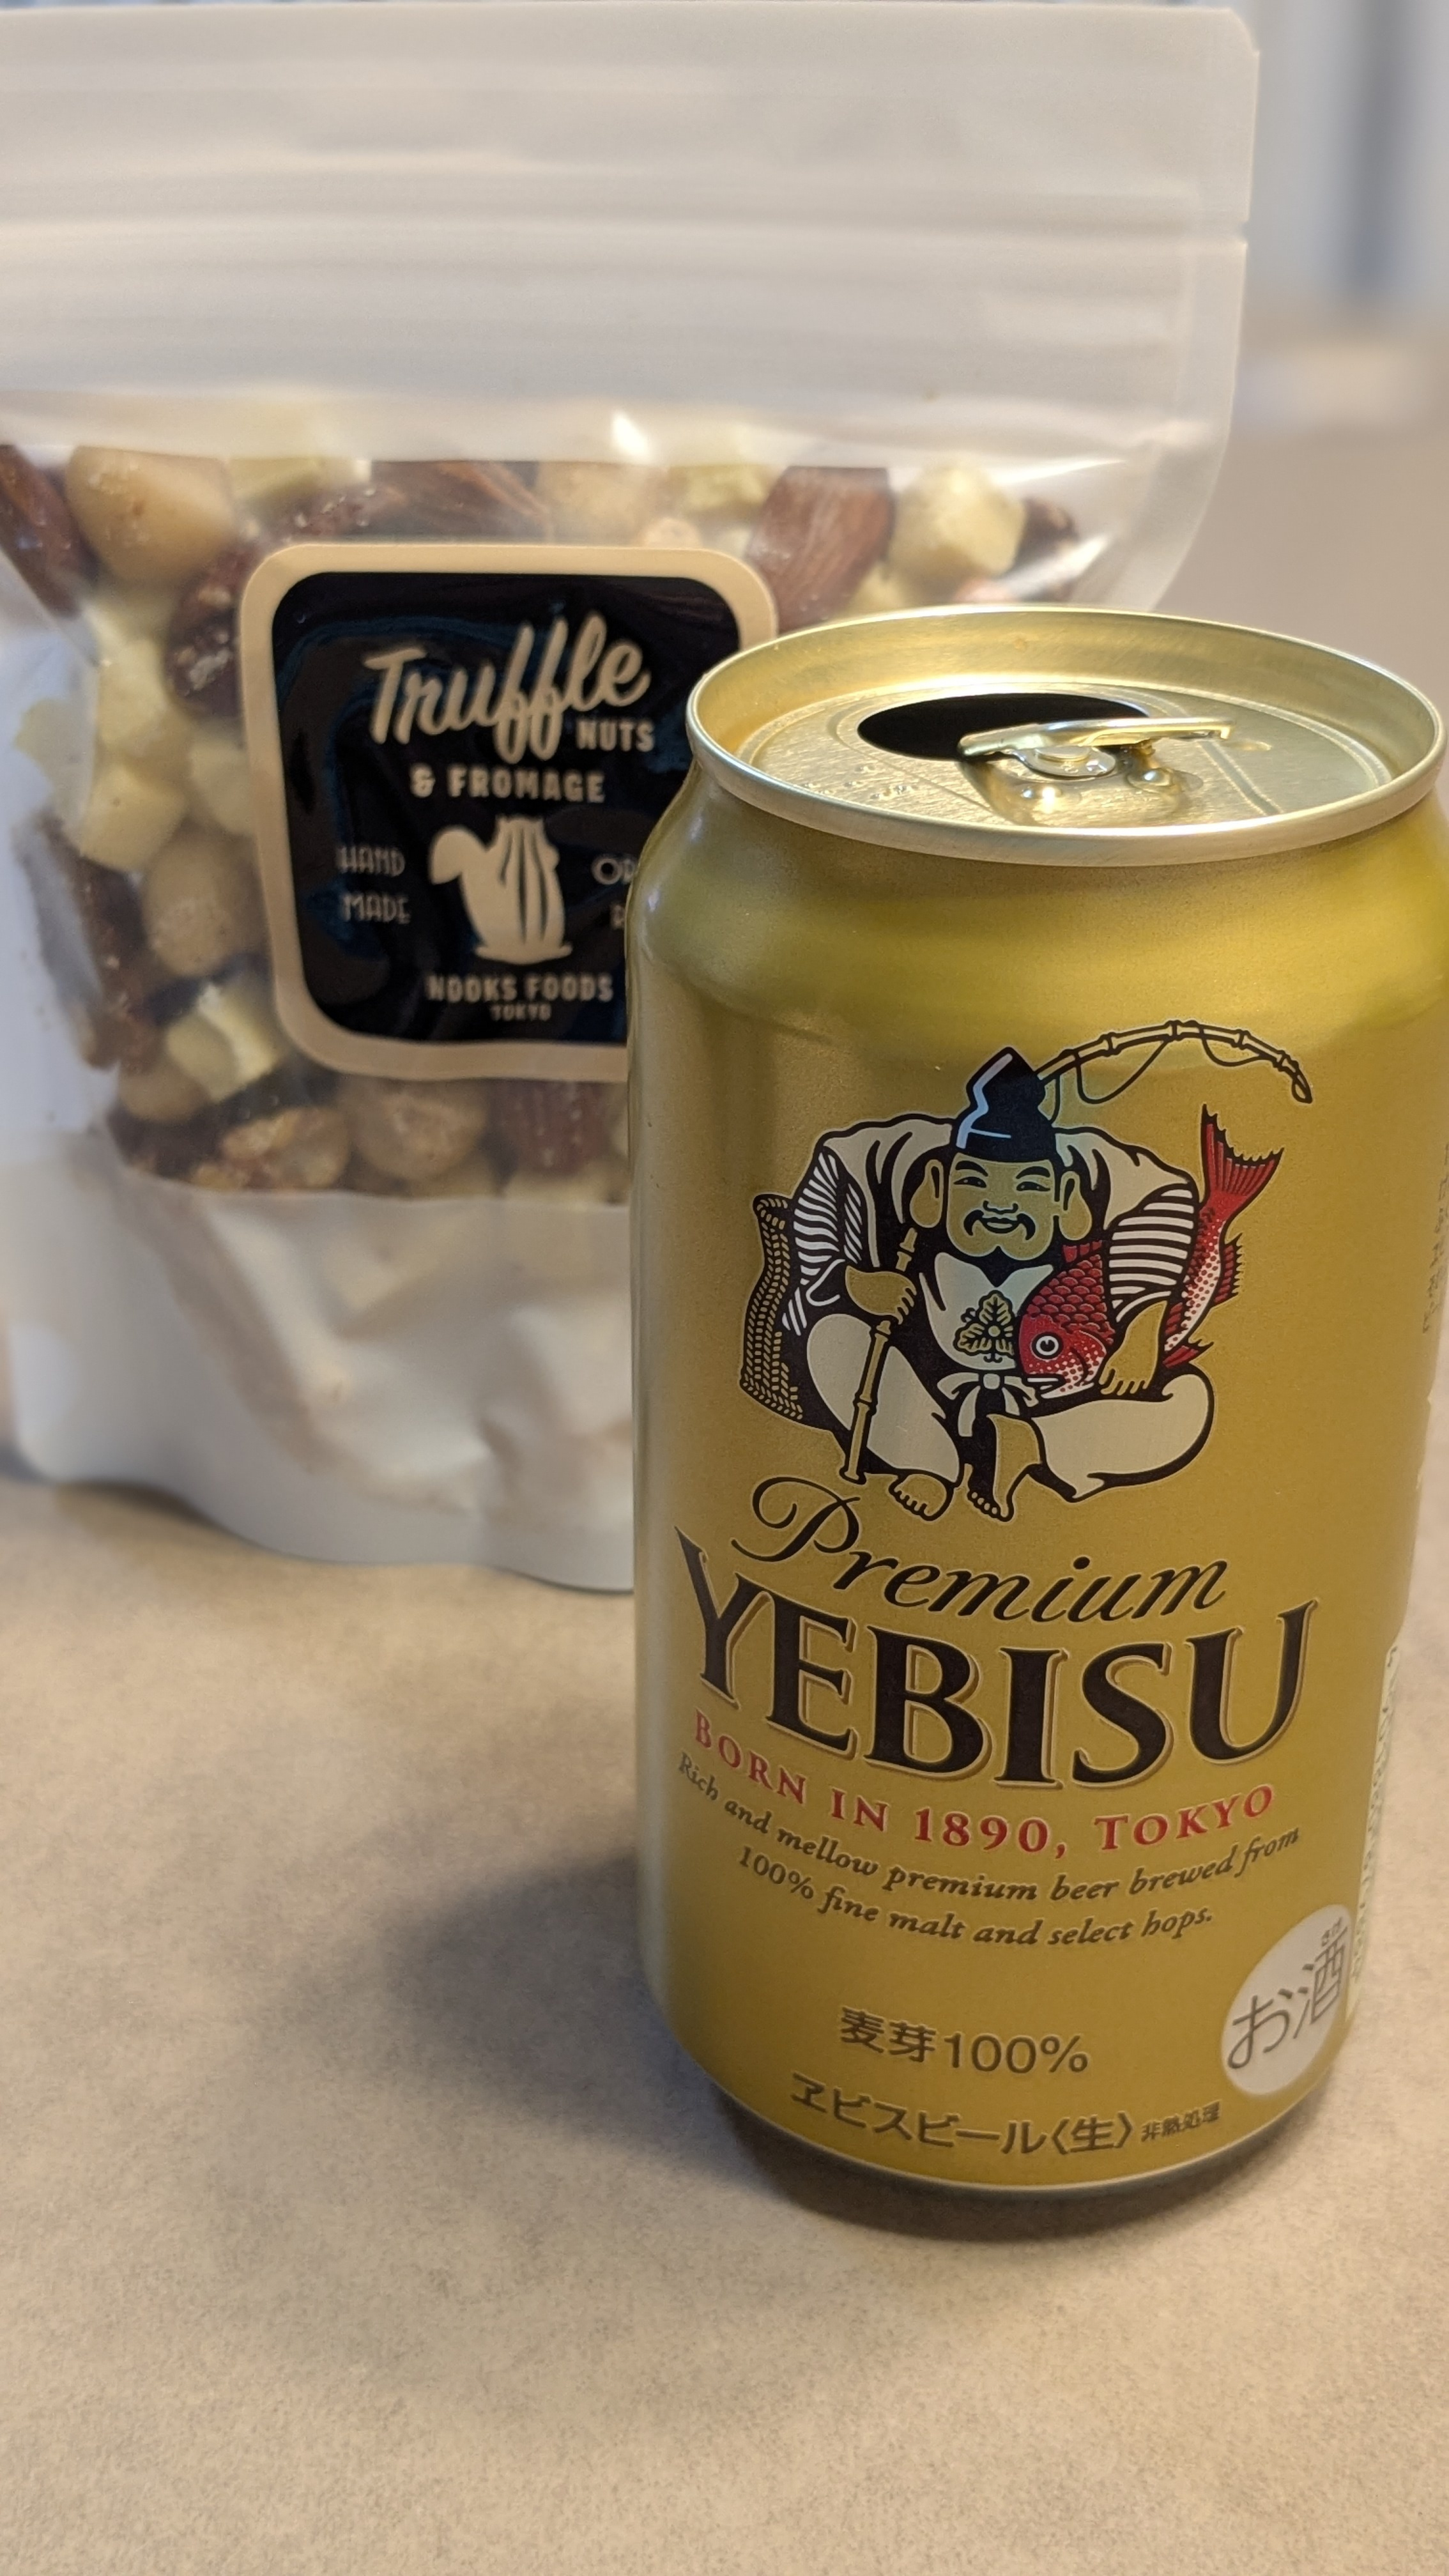 Truffle
NUTS
& FROMAGE
HAND
MADE
NOOKS FOODS
TOKYO
Premium
YEBISU
BORN IN 1890, TOKYO
Rich and mellow premium beer brewed from
100% fine malt and select hops.
お酒
さけ
麦芽100%
ヱビスビール〈生〉非熱処理